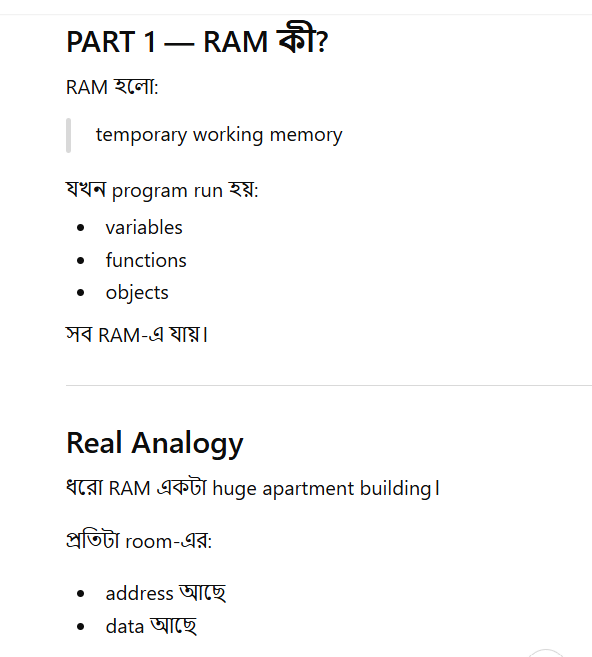 PART 1 — RAM কী?
RAM হলো:
temporary working memory
যখন program run হয়:
• variables
• functions
• objects
সব RAM-এ যায়।
Real Analogy
ধরো RAM একটা huge apartment building।
প্রতিটা room-এর:
• address আছে
• data আছে